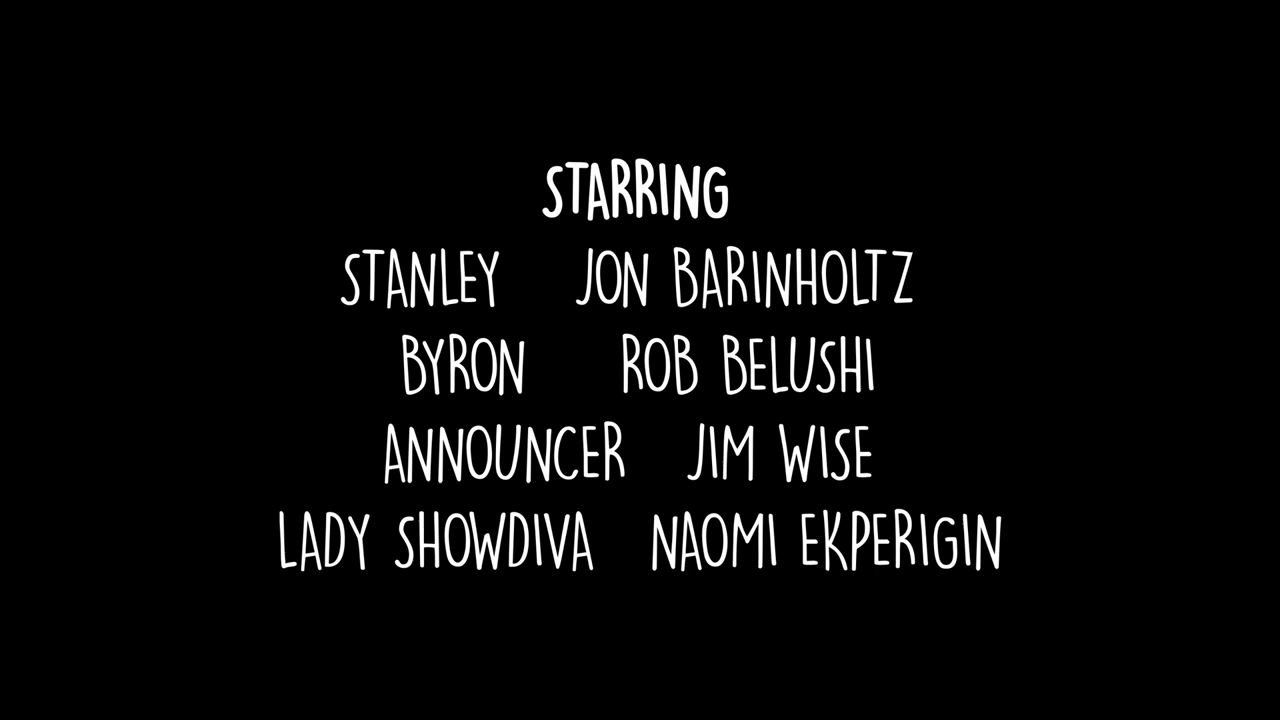 STARRING
STANLEY JON BARINHOLTZ
BYRON ROB BELUSHI
ANNOUNCER JIM WISE
LADY SHOWDIVA NAOMI EKPERIGIN